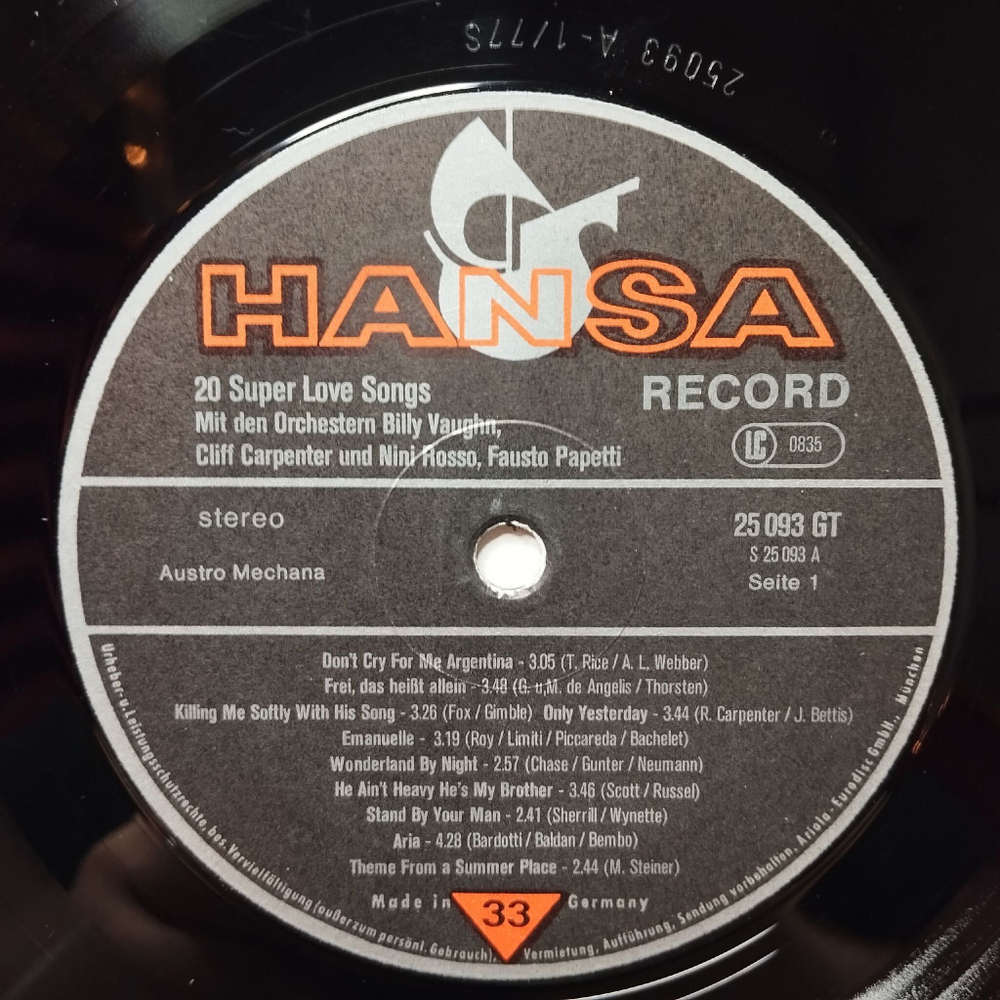 25093 A-1/77S
HANSA
RECORD
20 Super Love Songs
Mit den Orchestern Billy Vaughn,
Cliff Carpenter und Nini Rosso, Fausto Papetti
LC 0835
stereo
Austro Mechana
25 093 GT
S 25 093 A
Seite 1
Don't Cry For Me Argentina - 3.05 (T. Rice / A. L. Webber)
Frei, das heißt allein - 3.48 (G. u.M. de Angelis / Thorsten)
Killing Me Softly With His Song - 3.26 (Fox / Gimble) Only Yesterday - 3.44 (R. Carpenter / J. Bettis)
Emanuelle - 3.19 (Roy / Limiti / Piccareda / Bachelet)
Wonderland By Night - 2.57 (Chase / Gunter / Neumann)
He Ain't Heavy He's My Brother - 3.46 (Scott / Russel)
Stand By Your Man - 2.41 (Sherrill / Wynette)
Aria - 4.28 (Bardotti / Baldan / Bembo)
Theme From a Summer Place - 2.44 (M. Steiner)
Made in Germany
33
Urheber-u.Leistungsschutzrechte, bes. Vervielfältigung (außer zum persönl. Gebrauch), Vermietung, Aufführung, Sendung vorbehalten, Ariola-Eurodisc GmbH., München